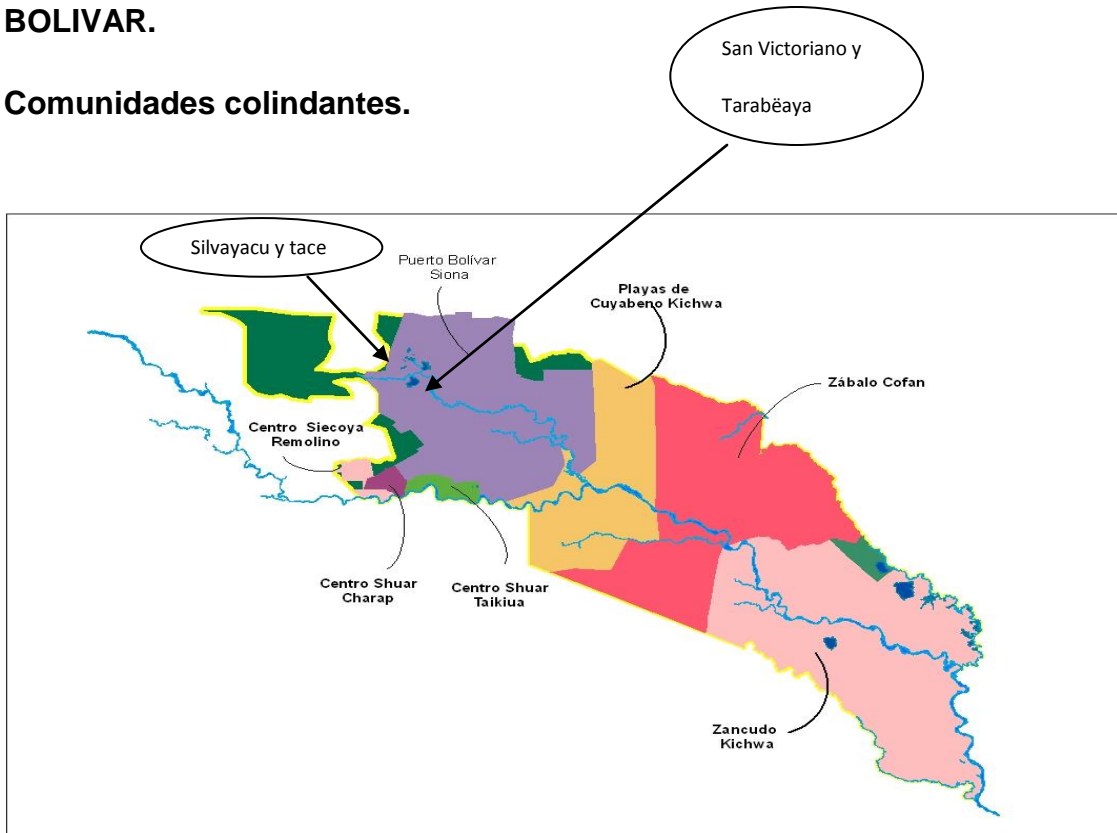 BOLIVAR.
Comunidades colindantes.
San Victoriano y
Tarabëaya
Silvayacu y tace
Puerto Bolívar
Siona
Playas de
Cuyabeno Kichwa
Zábalo Cofan
Centro Siecoya
Remolino
Centro Shuar
Charap
Centro Shuar
Taikiua
Zancudo
Kichwa